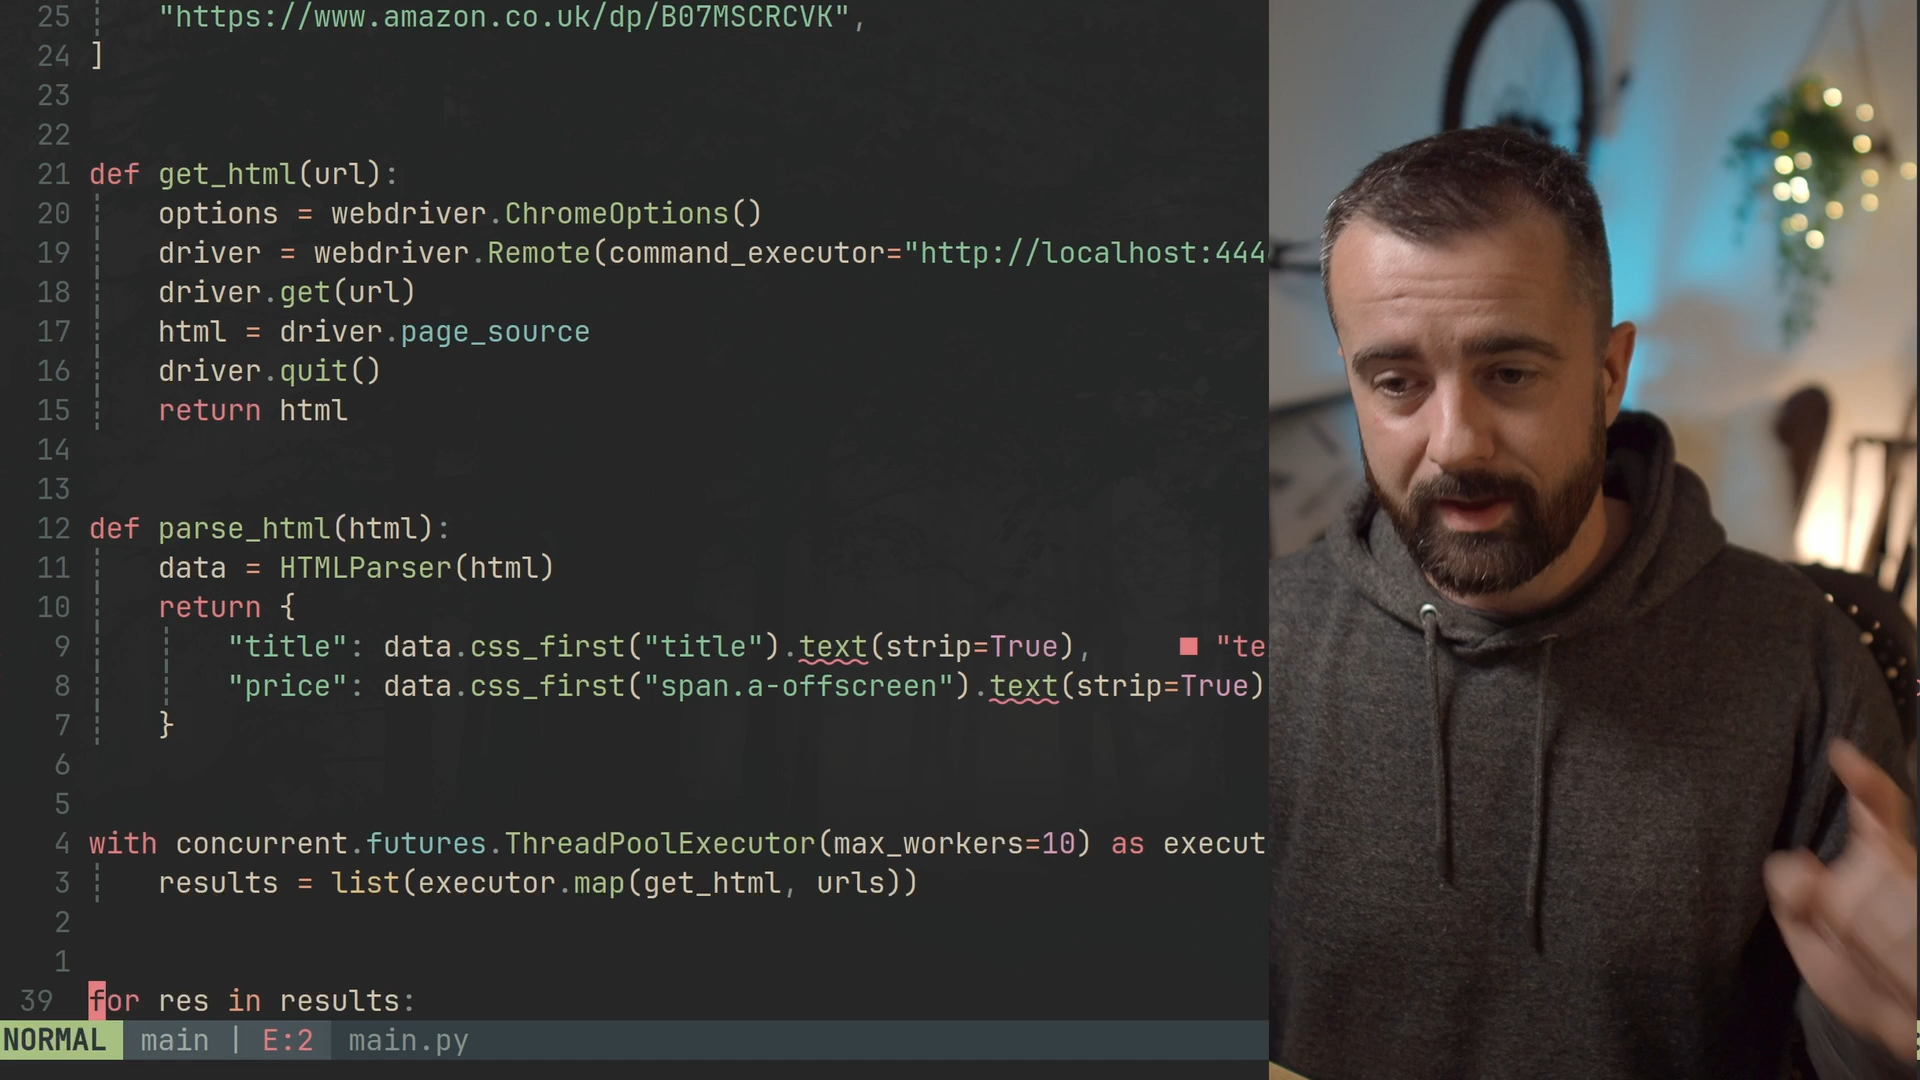 25 "https://www.amazon.co.uk/dp/B07MSCRCVK",
24 ]
23
22
21 def get_html(url):
20 options = webdriver.ChromeOptions()
19 driver = webdriver.Remote(command_executor="http://localhost:444
18 driver.get(url)
17 html = driver.page_source
16 driver.quit()
15 return html
14
13
12 def parse_html(html):
11 data = HTMLParser(html)
10 return {
9 "title": data.css_first("title").text(strip=True), ■ "te
8 "price": data.css_first("span.a-offscreen").text(strip=True)
7 }
6
5
4 with concurrent.futures.ThreadPoolExecutor(max_workers=10) as execut
3 results = list(executor.map(get_html, urls))
2
1
39 for res in results:
NORMAL main | E:2 main.py